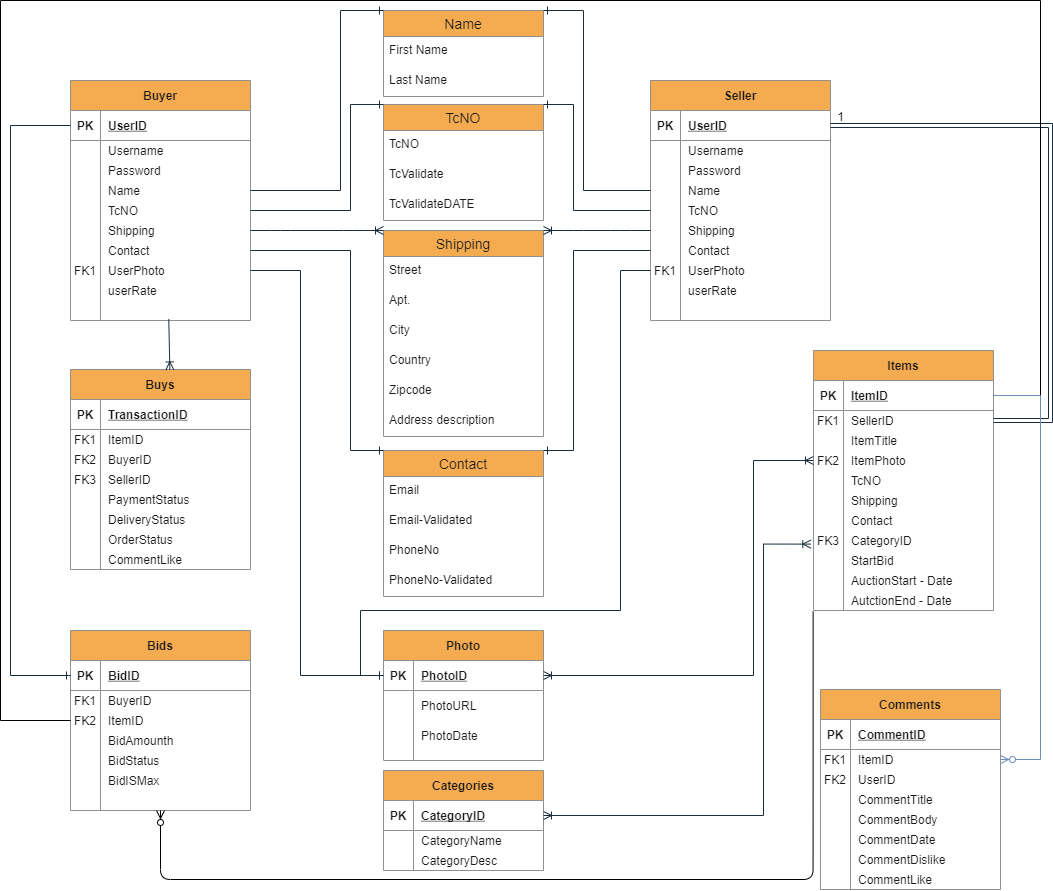 Name
First Name
Last Name
Buyer
PK UserID
Username
Password
Name
TcNO
Shipping
Contact
FK1 UserPhoto
userRate
TcNO
TcNO
TcValidate
TcValidateDATE
Seller
1
PK UserID
Username
Password
Name
TcNO
Shipping
Contact
FK1 UserPhoto
userRate
Shipping
Street
Apt.
City
Country
Zipcode
Address description
Buys
PK TransactionID
FK1 ItemID
FK2 BuyerID
FK3 SellerID
PaymentStatus
DeliveryStatus
OrderStatus
CommentLike
Contact
Email
Email-Validated
PhoneNo
PhoneNo-Validated
Items
PK ItemID
FK1 SellerID
ItemTitle
FK2 ItemPhoto
TcNO
Shipping
Contact
FK3 CategoryID
StartBid
AuctionStart - Date
AutctionEnd - Date
Bids
PK BidID
FK1 BuyerID
FK2 ItemID
BidAmounth
BidStatus
BidISMax
Photo
PK PhotoID
PhotoURL
PhotoDate
Categories
PK CategoryID
CategoryName
CategoryDesc
Comments
PK CommentID
FK1 ItemID
FK2 UserID
CommentTitle
CommentBody
CommentDate
CommentDislike
CommentLike